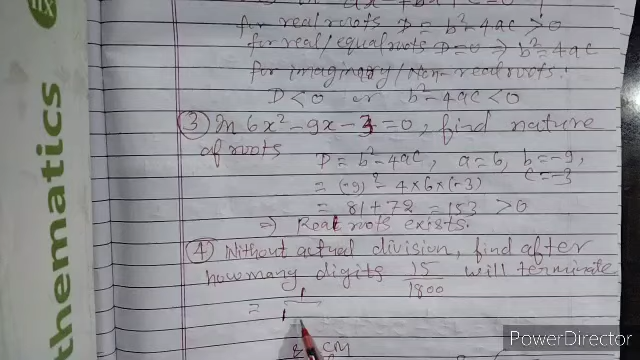 for real roots D = b²-4ac > 0
for real/equal roots D=0 ⇒ b²=4ac
for imaginary/Non-real roots.
D<0 or b²-4ac<0
③ In 6x²-9x-3=0, find nature
of roots
D = b²-4ac, a=6, b=-9,
= (-9)²-4×6×(-3) c=-3
= 81+72 = 153 >0
⇒ Real roots exists.
④ Without actual division, find after
how many digits 15/1800 will terminate
=
thematics
PowerDirector